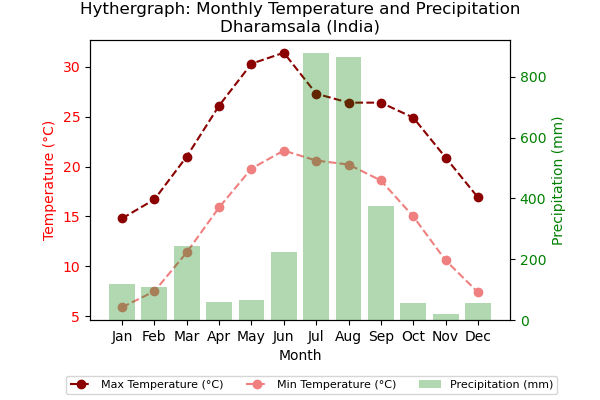 Hythergraph: Monthly Temperature and Precipitation
Dharamsala (India)
Temperature (°C)
30
25
20
15
10
5
800
600
400
200
0
Precipitation (mm)
Jan Feb Mar Apr May Jun Jul Aug Sep Oct Nov Dec
Month
Max Temperature (°C) Min Temperature (°C) Precipitation (mm)